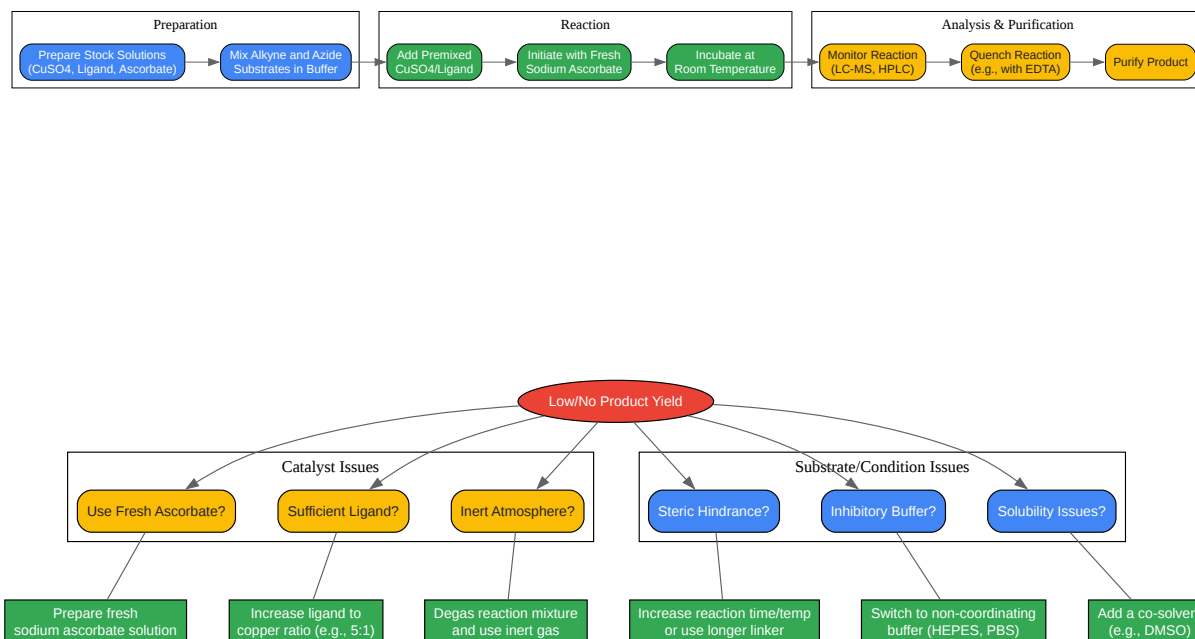 Preparation
Reaction
Analysis & Purification
Prepare Stock Solutions
(CuSO4, Ligand, Ascorbate)
Mix Alkyne and Azide
Substrates in Buffer
Add Premixed
CuSO4/Ligand
Initiate with Fresh
Sodium Ascorbate
Incubate at
Room Temperature
Monitor Reaction
(LC-MS, HPLC)
Quench Reaction
(e.g., with EDTA)
Purify Product
Low/No Product Yield
Catalyst Issues
Substrate/Condition Issues
Use Fresh Ascorbate?
Sufficient Ligand?
Inert Atmosphere?
Steric Hindrance?
Inhibitory Buffer?
Solubility Issues?
Prepare fresh
sodium ascorbate solution
Increase ligand to
copper ratio (e.g., 5:1)
Degas reaction mixture
and use inert gas
Increase reaction time/temp
or use longer linker
Switch to non-coordinating
buffer (HEPES, PBS)
Add a co-solvent
(e.g., DMSO)